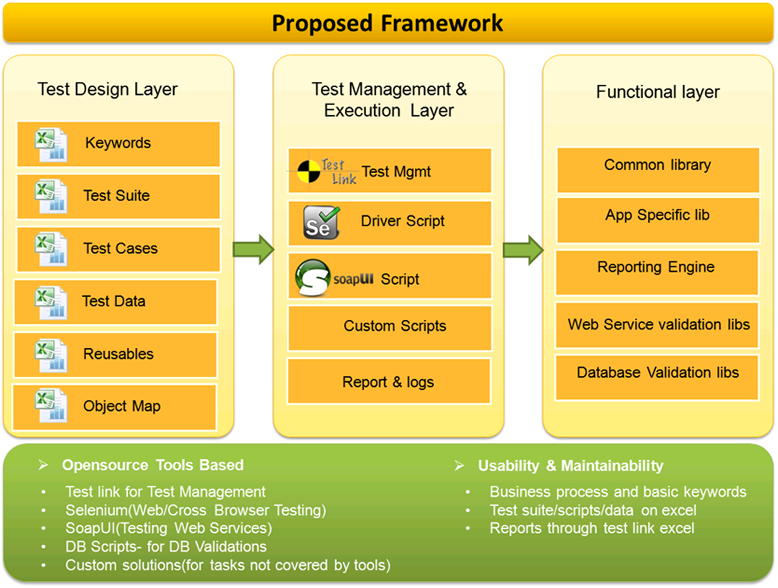 Proposed Framework
Test Design Layer
Keywords
Test Suite
Test Cases
Test Data
Reusables
Object Map
Test Management &
Execution Layer
Test
Link
Test Mgmt
Se
Driver Script
S
soapUI Script
Custom Scripts
Report & logs
Functional layer
Common library
App Specific lib
Reporting Engine
Web Service validation libs
Database Validation libs
➢ Opensource Tools Based
• Test link for Test Management
• Selenium(Web/Cross Browser Testing)
• SoapUI(Testing Web Services)
• DB Scripts- for DB Validations
• Custom solutions(for tasks not covered by tools)
➢ Usability & Maintainability
• Business process and basic keywords
• Test suite/scripts/data on excel
• Reports through test link excel